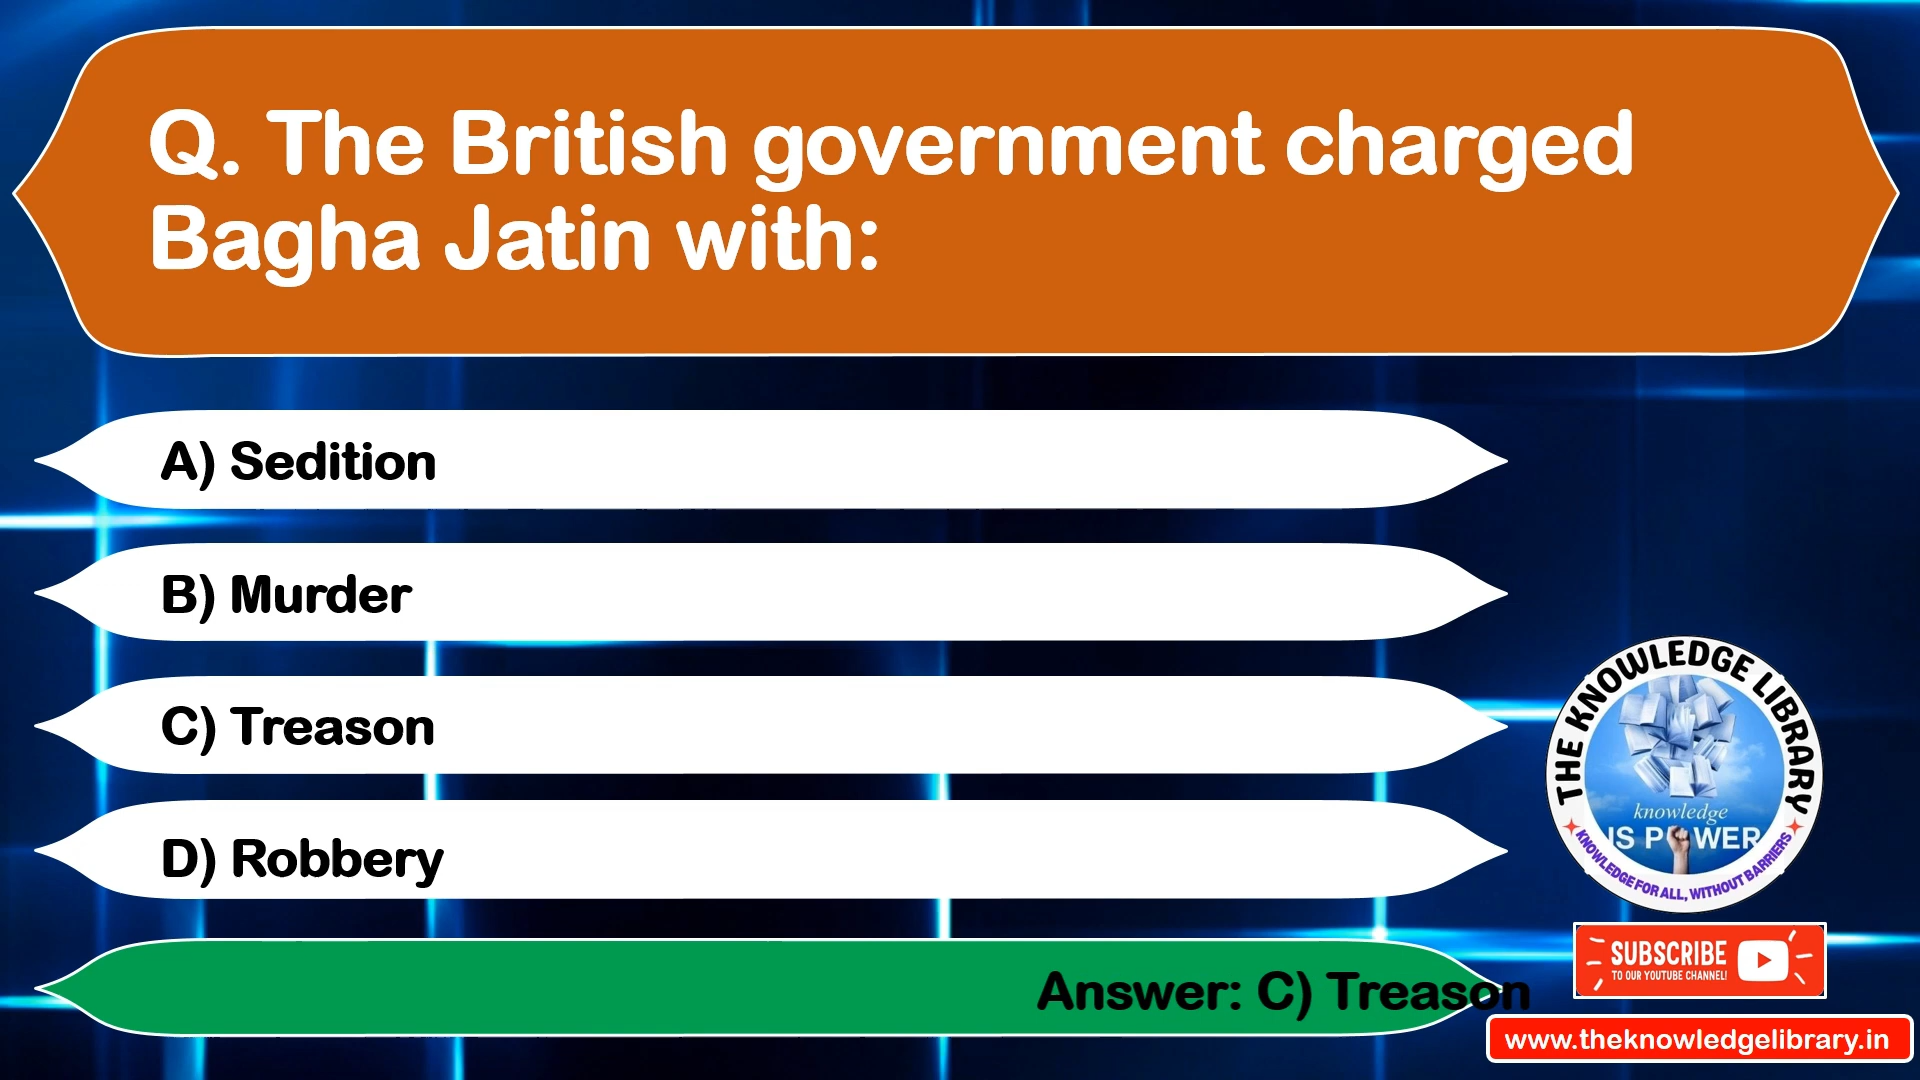 Q. The British government charged
Bagha Jatin with:
A) Sedition
B) Murder
C) Treason
D) Robbery
Answer: C) Treason
THE KNOWLEDGE LIBRARY
knowledge
IS POWER
KNOWLEDGE FOR ALL, WITHOUT BARRIERS
SUBSCRIBE
TO OUR YOUTUBE CHANNEL!
www.theknowledgelibrary.in